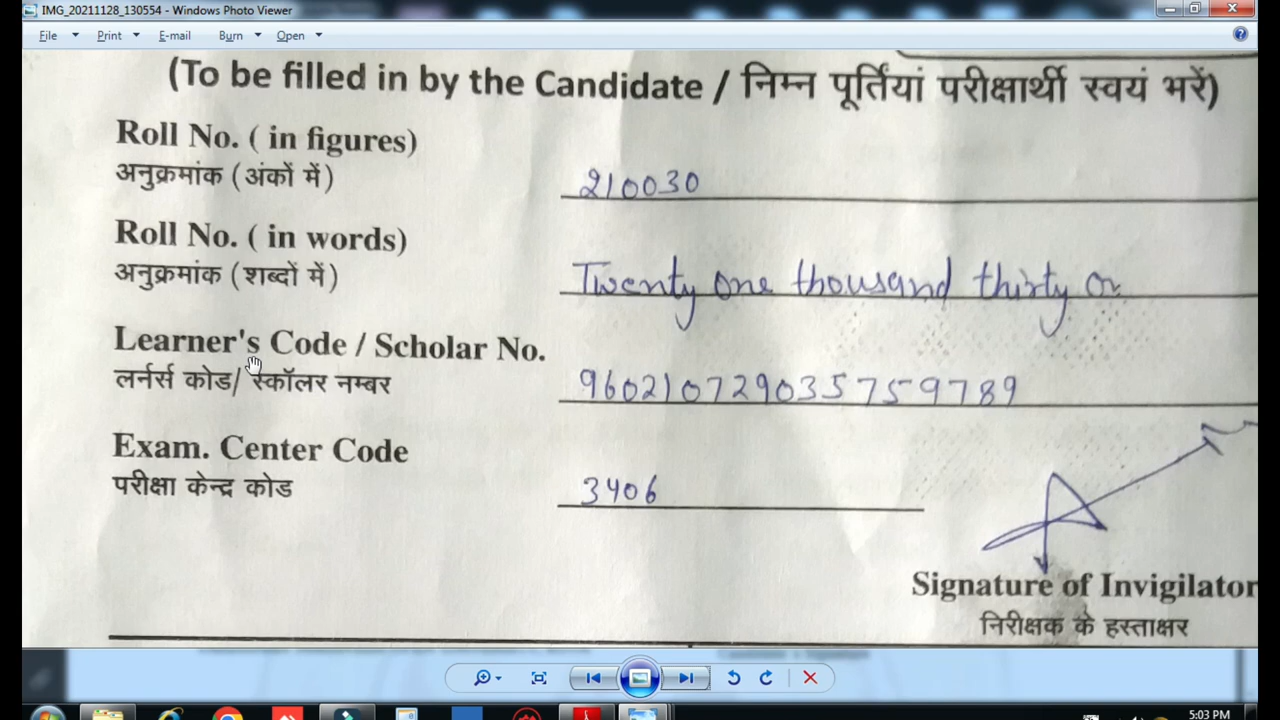 IMG_20211128_130554 - Windows Photo Viewer
File Print E-mail Burn Open
(To be filled in by the Candidate / निम्न पूर्तियां परीक्षार्थी स्वयं भरें)
Roll No. ( in figures)
अनुक्रमांक (अंकों में)
210030
Roll No. ( in words)
अनुक्रमांक (शब्दों में)
Twenty one thousand thirty on
Learner's Code / Scholar No.
लर्नर्स कोड/ स्कॉलर नम्बर
960210729035759789
Exam. Center Code
परीक्षा केन्द्र कोड
3406
Signature of Invigilator
निरीक्षक के हस्ताक्षर
5:03 PM